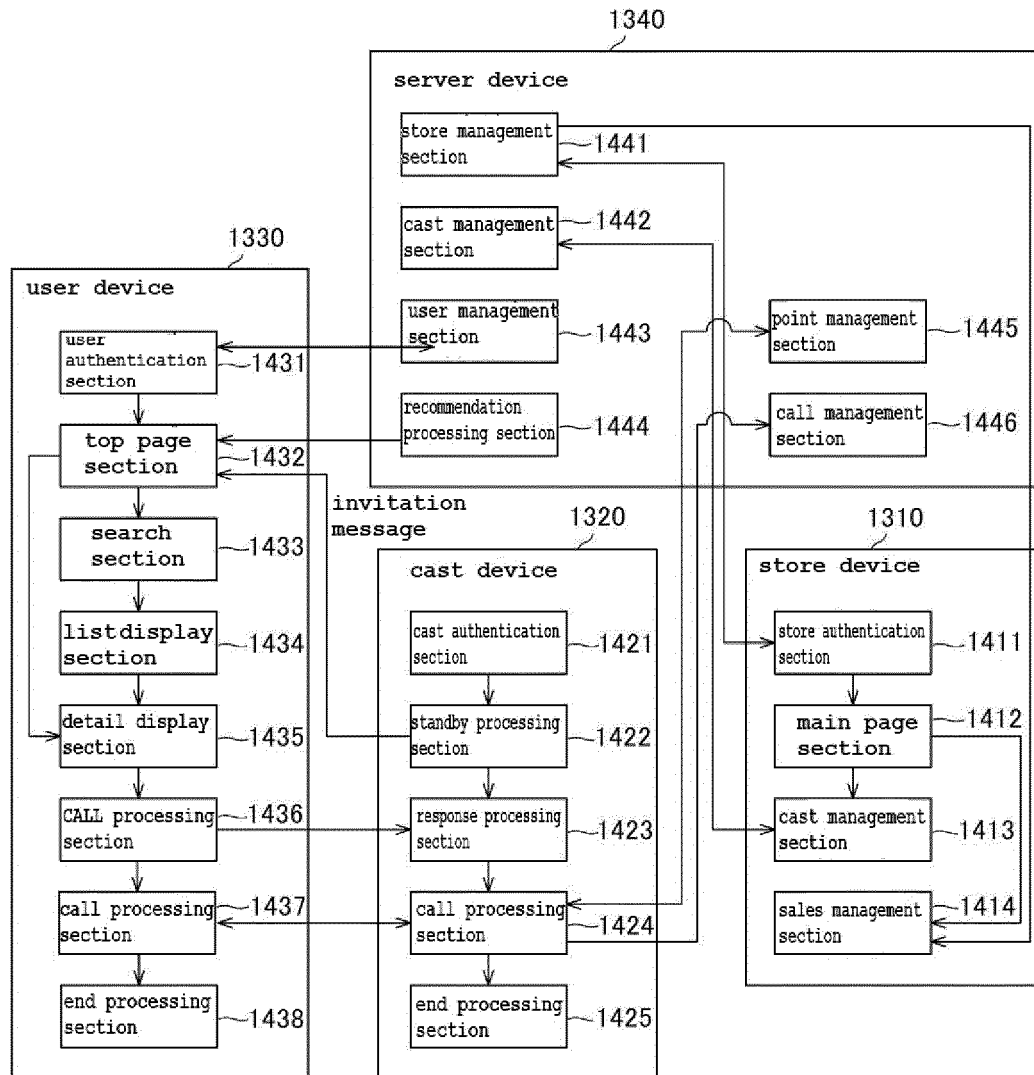 1340
server device
store management
section
1441
cast management
section
1442
user management
section
1443
recommendation
processing section
1444
point management
section
1445
call management
section
1446
1330
user device
user
authentication
section
1431
top page
section
1432
search
section
1433
listdisplay
section
1434
detail display
section
1435
CALL processing
section
1436
call processing
section
1437
end processing
section
1438
invitation
message
1320
cast device
cast authentication
section
1421
standby processing
section
1422
response processing
section
1423
call processing
section
1424
end processing
section
1425
1310
store device
store authentication
section
1411
main page
section
1412
cast management
section
1413
sales management
section
1414